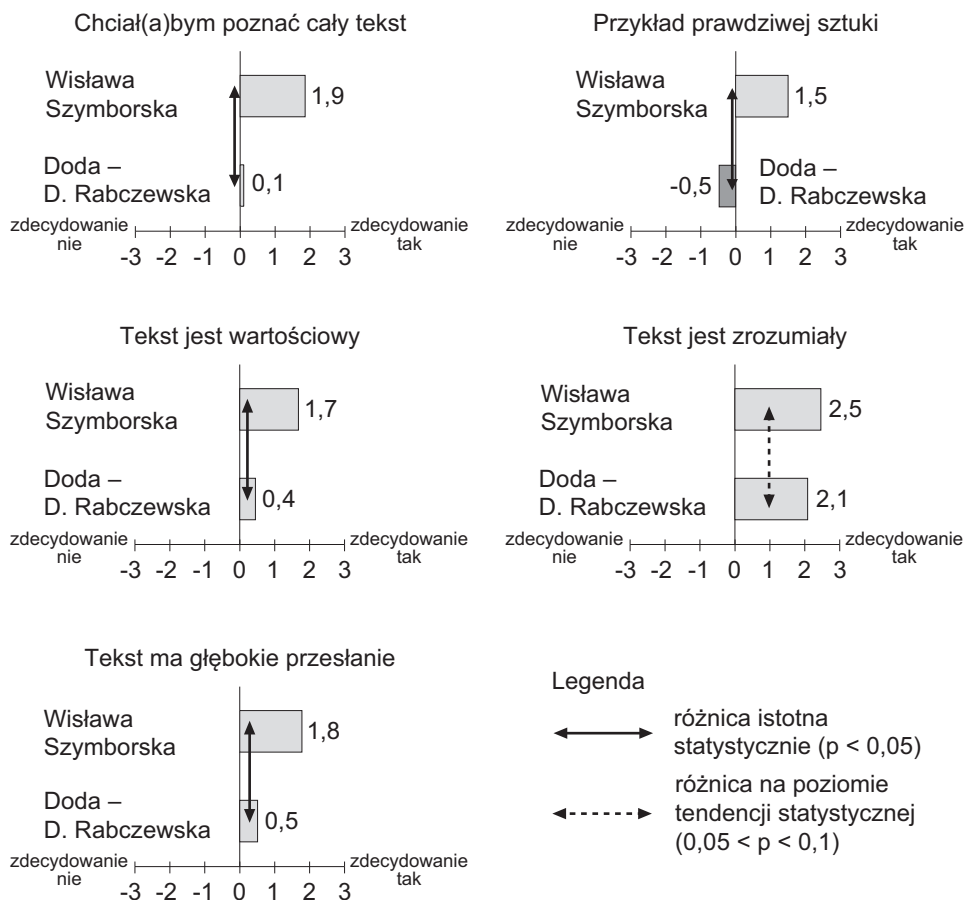 Chciał(a)bym poznać cały tekst
Wisława
Szymborska
1,9
Doda –
D. Rabczewska
0,1
zdecydowanie
nie
zdecydowanie
tak
-3 -2 -1 0 1 2 3
Przykład prawdziwej sztuki
Wisława
Szymborska
1,5
-0,5
Doda –
D. Rabczewska
zdecydowanie
nie
zdecydowanie
tak
-3 -2 -1 0 1 2 3
Tekst jest wartościowy
Wisława
Szymborska
1,7
Doda –
D. Rabczewska
0,4
zdecydowanie
nie
zdecydowanie
tak
-3 -2 -1 0 1 2 3
Tekst jest zrozumiały
Wisława
Szymborska
2,5
Doda –
D. Rabczewska
2,1
zdecydowanie
nie
zdecydowanie
tak
-3 -2 -1 0 1 2 3
Tekst ma głębokie przesłanie
Wisława
Szymborska
1,8
Doda –
D. Rabczewska
0,5
zdecydowanie
nie
zdecydowanie
tak
-3 -2 -1 0 1 2 3
Legenda
różnica istotna
statystycznie (p < 0,05)
różnica na poziomie
tendencji statystycznej
(0,05 < p < 0,1)